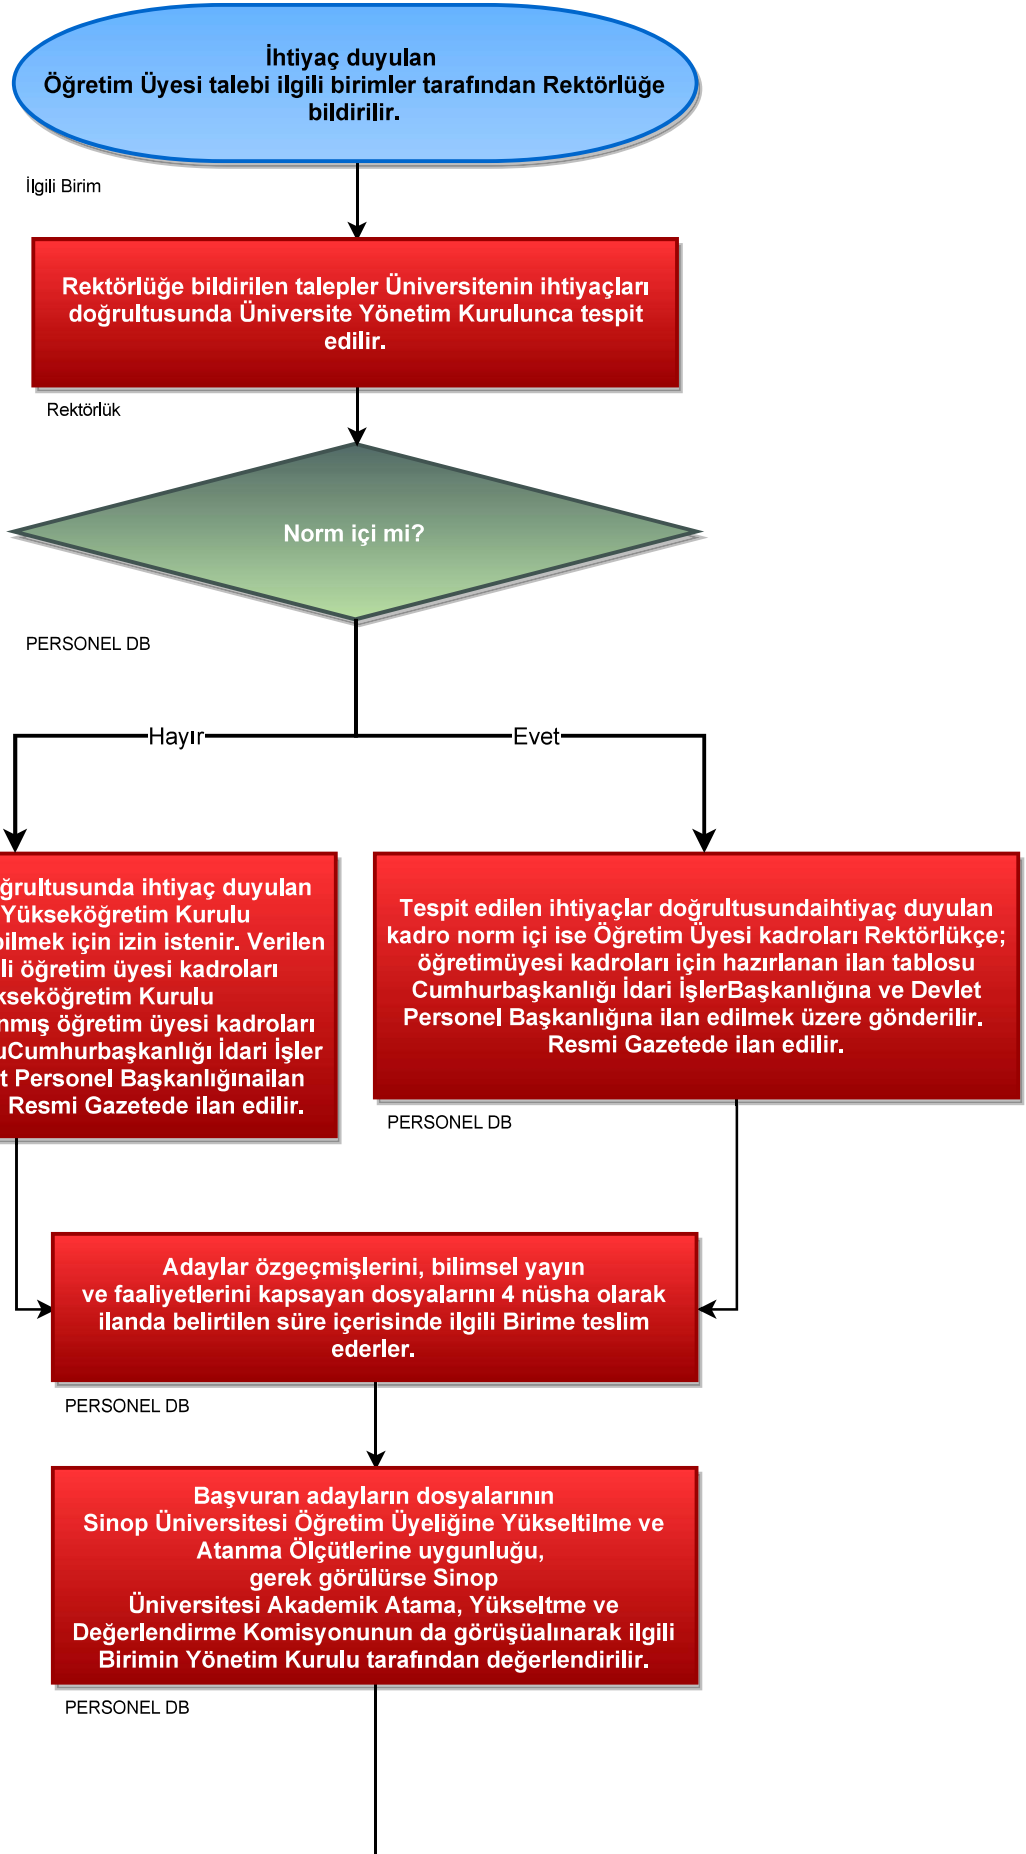 İhtiyaç duyulan
Öğretim Üyesi talebi ilgili birimler tarafından Rektörlüğe
bildirilir.
İlgili Birim
Rektörlüğe bildirilen talepler Üniversitenin ihtiyaçları
doğrultusunda Üniversite Yönetim Kurulunca tespit
edilir.
Rektörlük
Norm içi mi?
PERSONEL DB
Hayır
Evet
ihtiyaç duyulan
Yükseköğretim Kurulu
için izin istenir. Verilen
öğretim üyesi kadroları
Kurulu
öğretim üyesi kadroları
İdari İşler
Personel Başkanlığınailan
Resmi Gazetede ilan edilir.
Tespit edilen ihtiyaçlar doğrultusundaihtiyaç duyulan
kadro norm içi ise Öğretim Üyesi kadroları Rektörlükçe;
öğretimüyesi kadroları için hazırlanan ilan tablosu
Cumhurbaşkanlığı İdari İşlerBaşkanlığına ve Devlet
Personel Başkanlığına ilan edilmek üzere gönderilir.
Resmi Gazetede ilan edilir.
PERSONEL DB
Adaylar özgeçmişlerini, bilimsel yayın
ve faaliyetlerini kapsayan dosyalarını 4 nüsha olarak
ilanda belirtilen süre içerisinde ilgili Birime teslim
ederler.
PERSONEL DB
Başvuran adayların dosyalarının
Sinop Üniversitesi Öğretim Üyeliğine Yükseltilme ve
Atanma Ölçütlerine uygunluğu,
gerek görülürse Sinop
Üniversitesi Akademik Atama, Yükseltme ve
Değerlendirme Komisyonunun da görüşüalınarak ilgili
Birimin Yönetim Kurulu tarafından değerlendirilir.
PERSONEL DB